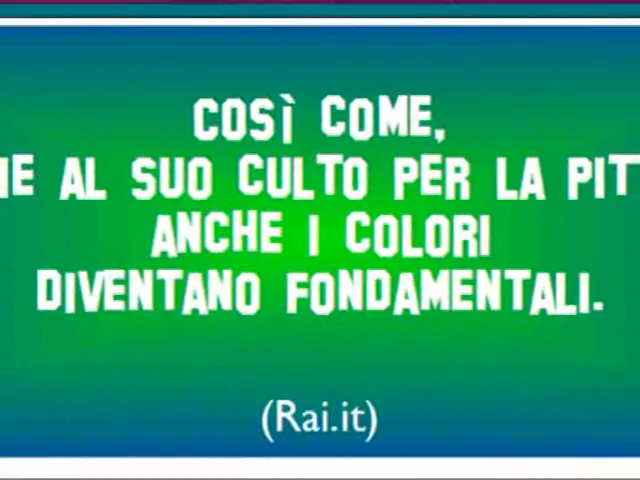 COSÌ COME,
AL SUO CULTO PER LA
ANCHE I COLORI
DIVENTANO FONDAMENTALI.
(Rai.it)